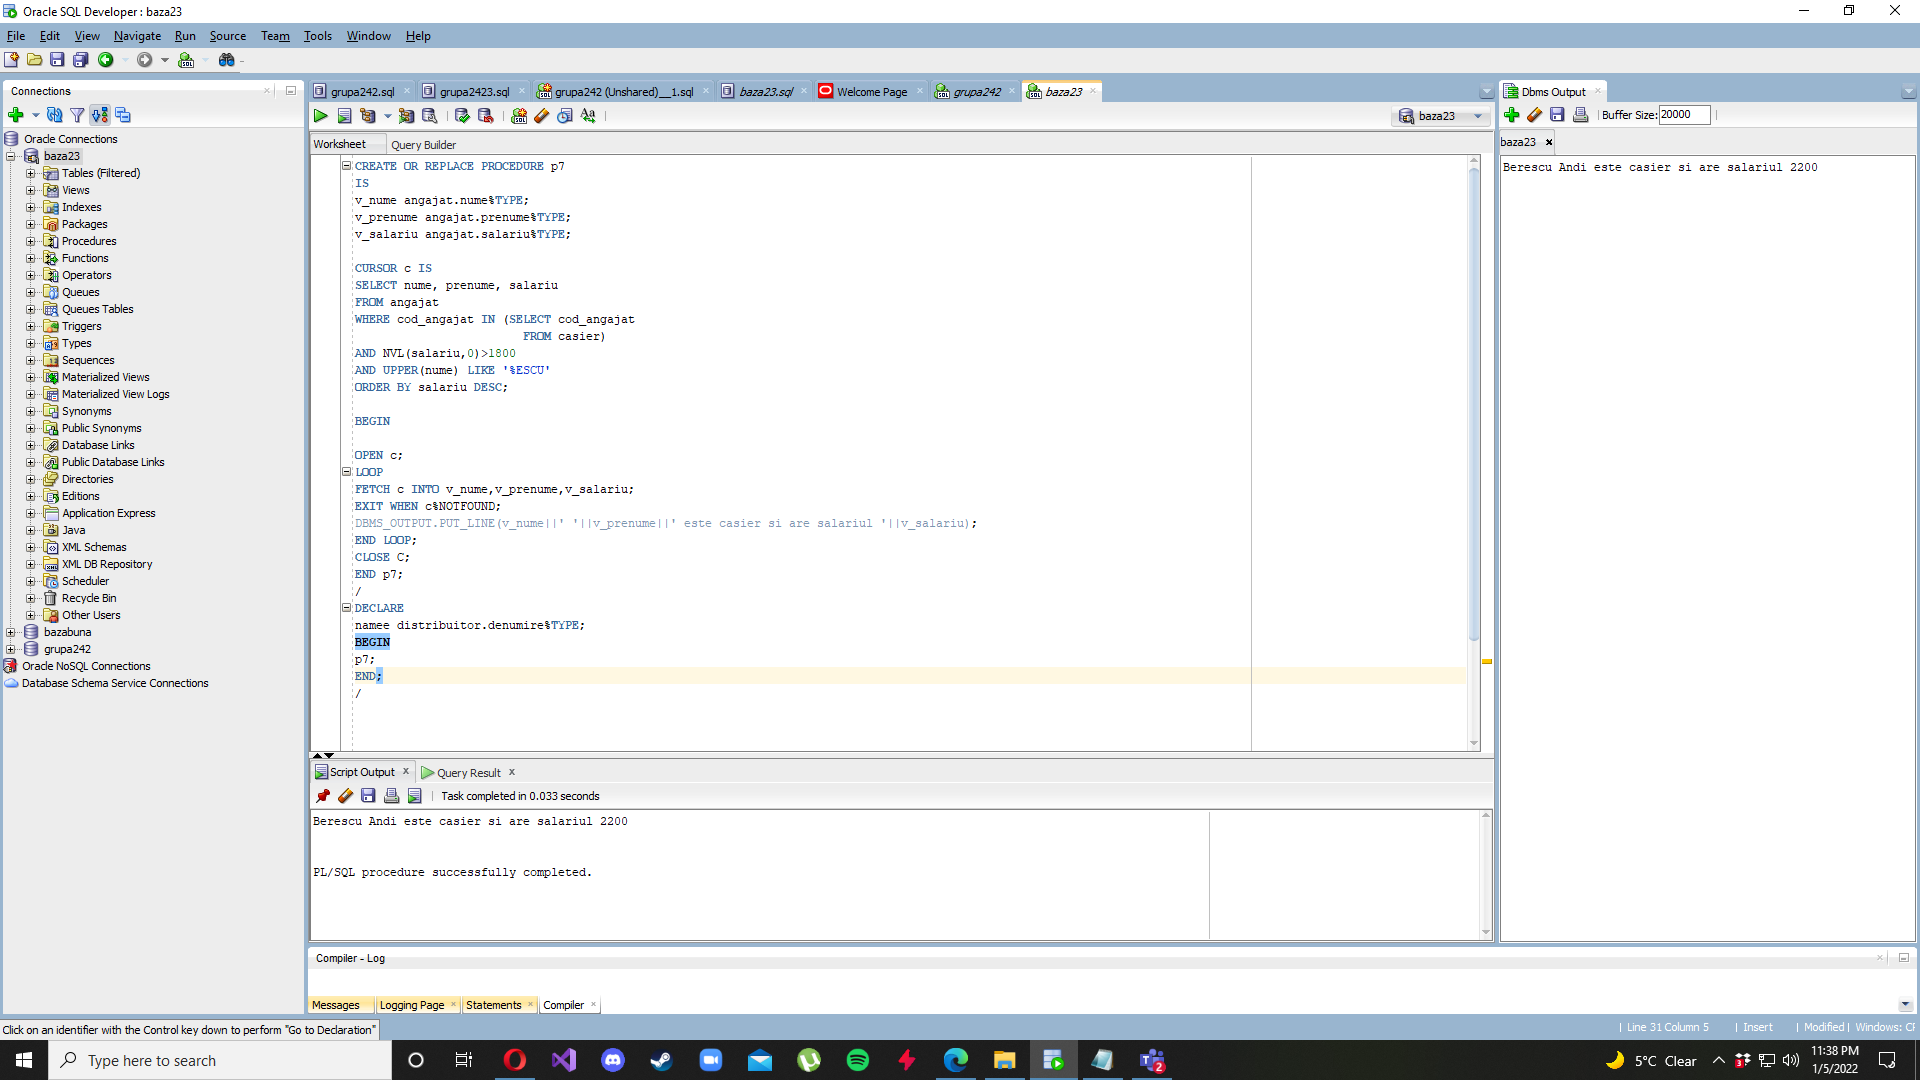 Oracle SQL Developer : baza23
File Edit View Navigate Run Source Team Tools Window Help
Connections
Oracle Connections
baza23
Tables (Filtered)
Views
Indexes
Packages
Procedures
Functions
Operators
Queues
Queues Tables
Triggers
Types
Sequences
Materialized Views
Materialized View Logs
Synonyms
Public Synonyms
Database Links
Public Database Links
Directories
Editions
Application Express
Java
XML Schemas
XML DB Repository
Scheduler
Recycle Bin
Other Users
bazabuna
grupa242
Oracle NoSQL Connections
Database Schema Service Connections
grupa242.sql grupa2423.sql grupa242 (Unshared)__1.sql baza23.sql Welcome Page grupa242 baza23
baza23
Worksheet Query Builder
CREATE OR REPLACE PROCEDURE p7
IS
v_nume angajat.nume%TYPE;
v_prenume angajat.prenume%TYPE;
v_salariu angajat.salariu%TYPE;
CURSOR c IS
SELECT nume, prenume, salariu
FROM angajat
WHERE cod_angajat IN (SELECT cod_angajat
FROM casier)
AND NVL(salariu,0)>1800
AND UPPER(nume) LIKE '%ESCU'
ORDER BY salariu DESC;
BEGIN
OPEN c;
LOOP
FETCH c INTO v_nume,v_prenume,v_salariu;
EXIT WHEN c%NOTFOUND;
DBMS_OUTPUT.PUT_LINE(v_nume||' '||v_prenume||' este casier si are salariul '||v_salariu);
END LOOP;
CLOSE C;
END p7;
/
DECLARE
namee distribuitor.denumire%TYPE;
BEGIN
p7;
END;
/
Script Output Query Result
Task completed in 0.033 seconds
Berescu Andi este casier si are salariul 2200
PL/SQL procedure successfully completed.
Dbms Output
Buffer Size: 20000
baza23
Berescu Andi este casier si are salariul 2200
Compiler - Log
Messages Logging Page Statements Compiler
Click on an identifier with the Control key down to perform "Go to Declaration"
Line 31 Column 5 Insert Modified Windows: CF
Type here to search
2
3
5°C Clear
11:38 PM
1/5/2022